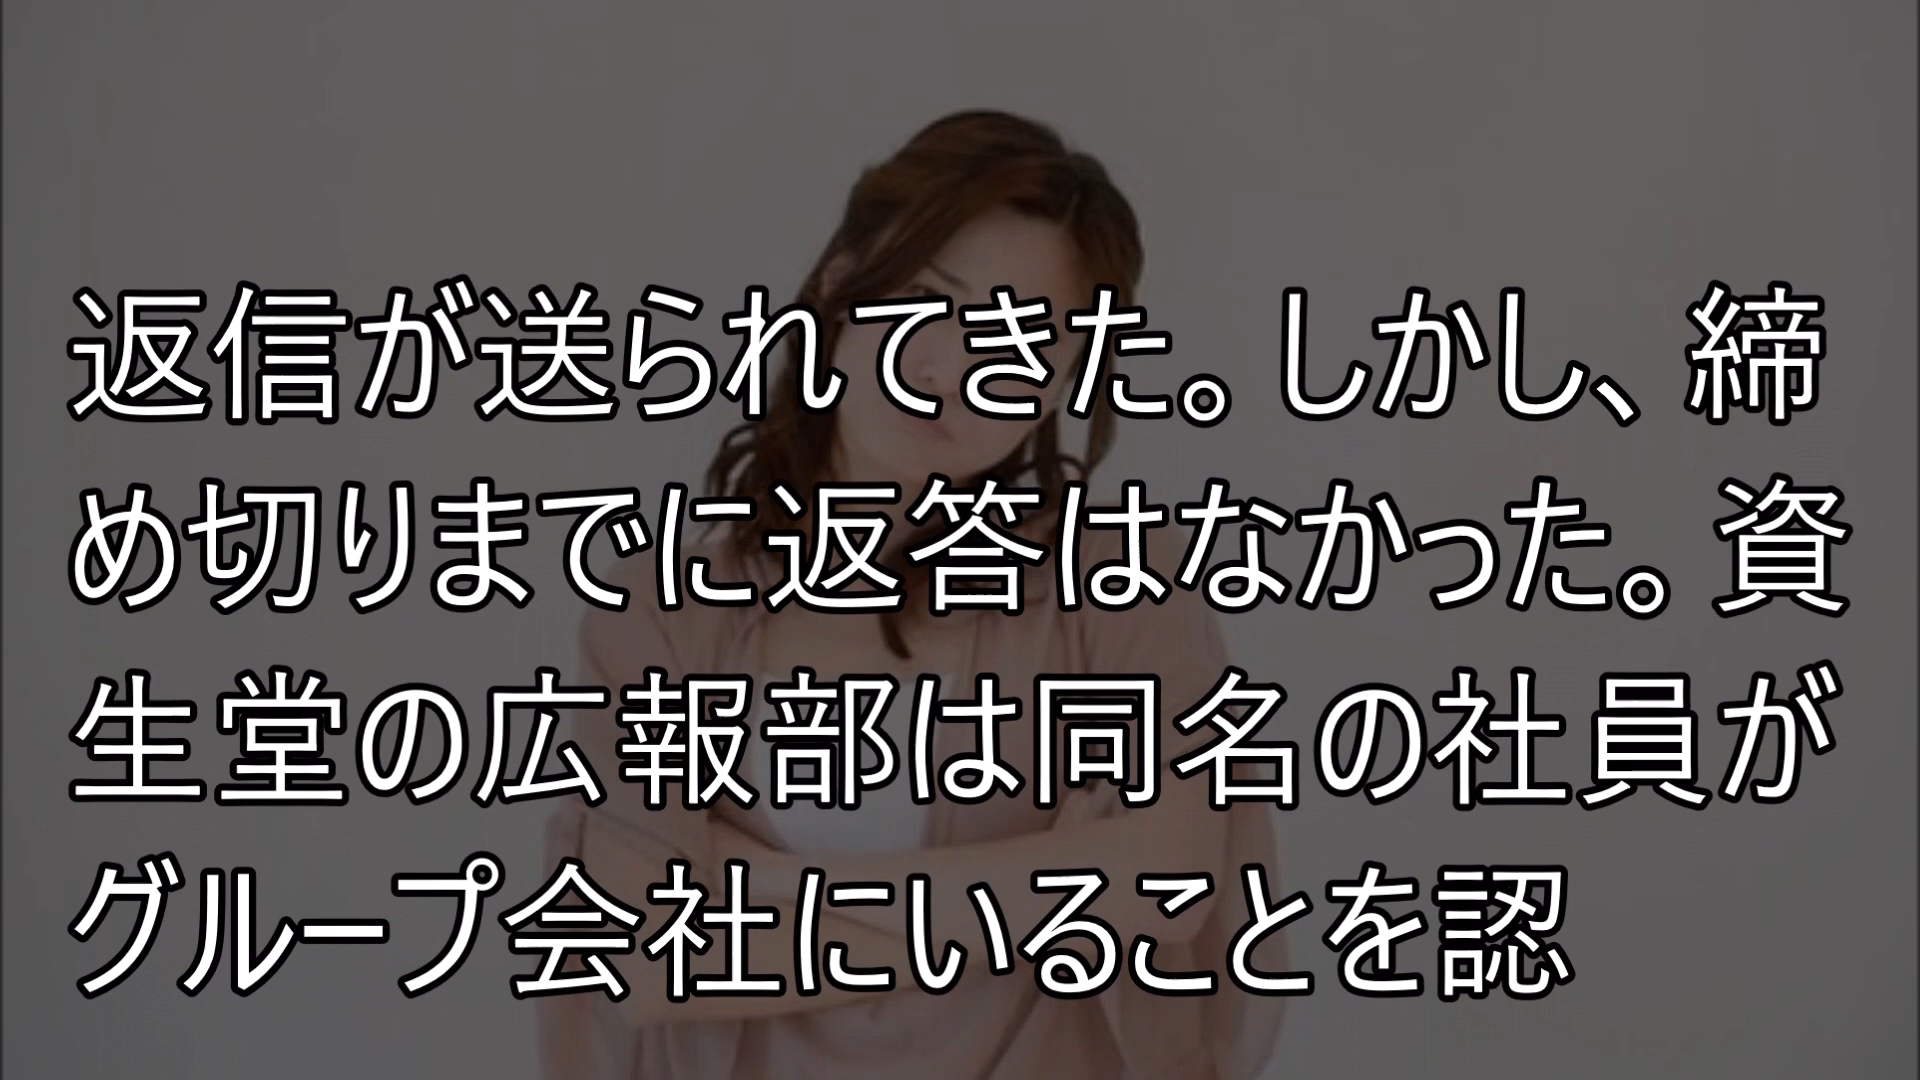 返信が送られてきた。しかし、締
め切りまでに返答はなかった。資
生堂の広報部は同名の社員が
グループ会社にいることを認